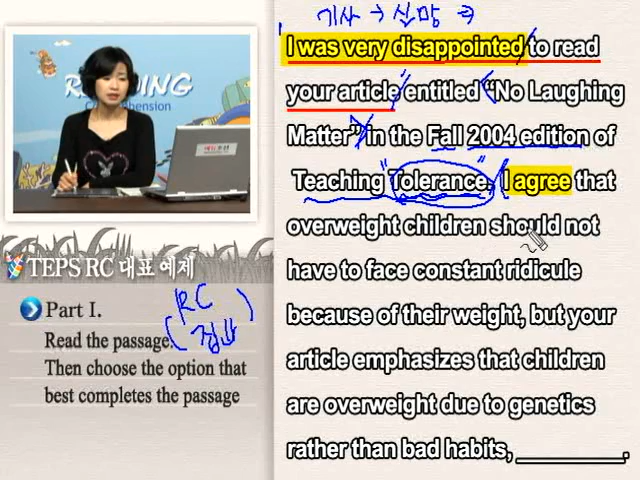 기사 → 실망 ⇒
I was very disappointed to read
your article entitled “No Laughing
Matter” in the Fall 2004 edition of
Teaching Tolerance. I agree that
overweight children should not
have to face constant ridicule
because of their weight, but your
article emphasizes that children
are overweight due to genetics
rather than bad habits, __________.
TEPS RC 대표예제
Part I.
RC
Read the passage.
Then choose the option that
best completes the passage